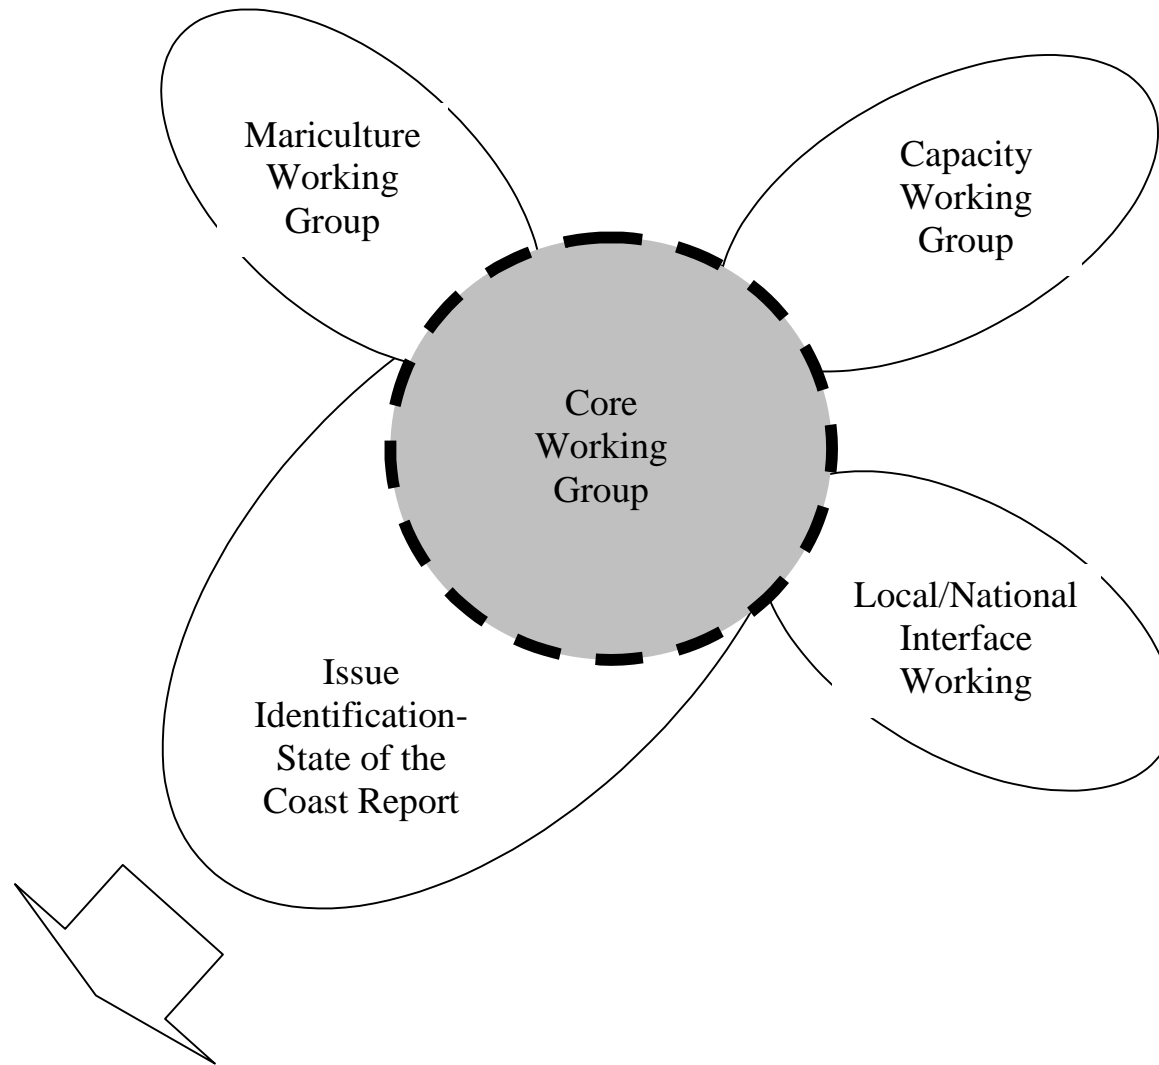 Mariculture
Working
Group
Capacity
Working
Group
Core
Working
Group
Local/National
Interface
Working
Issue
Identification-
State of the
Coast Report